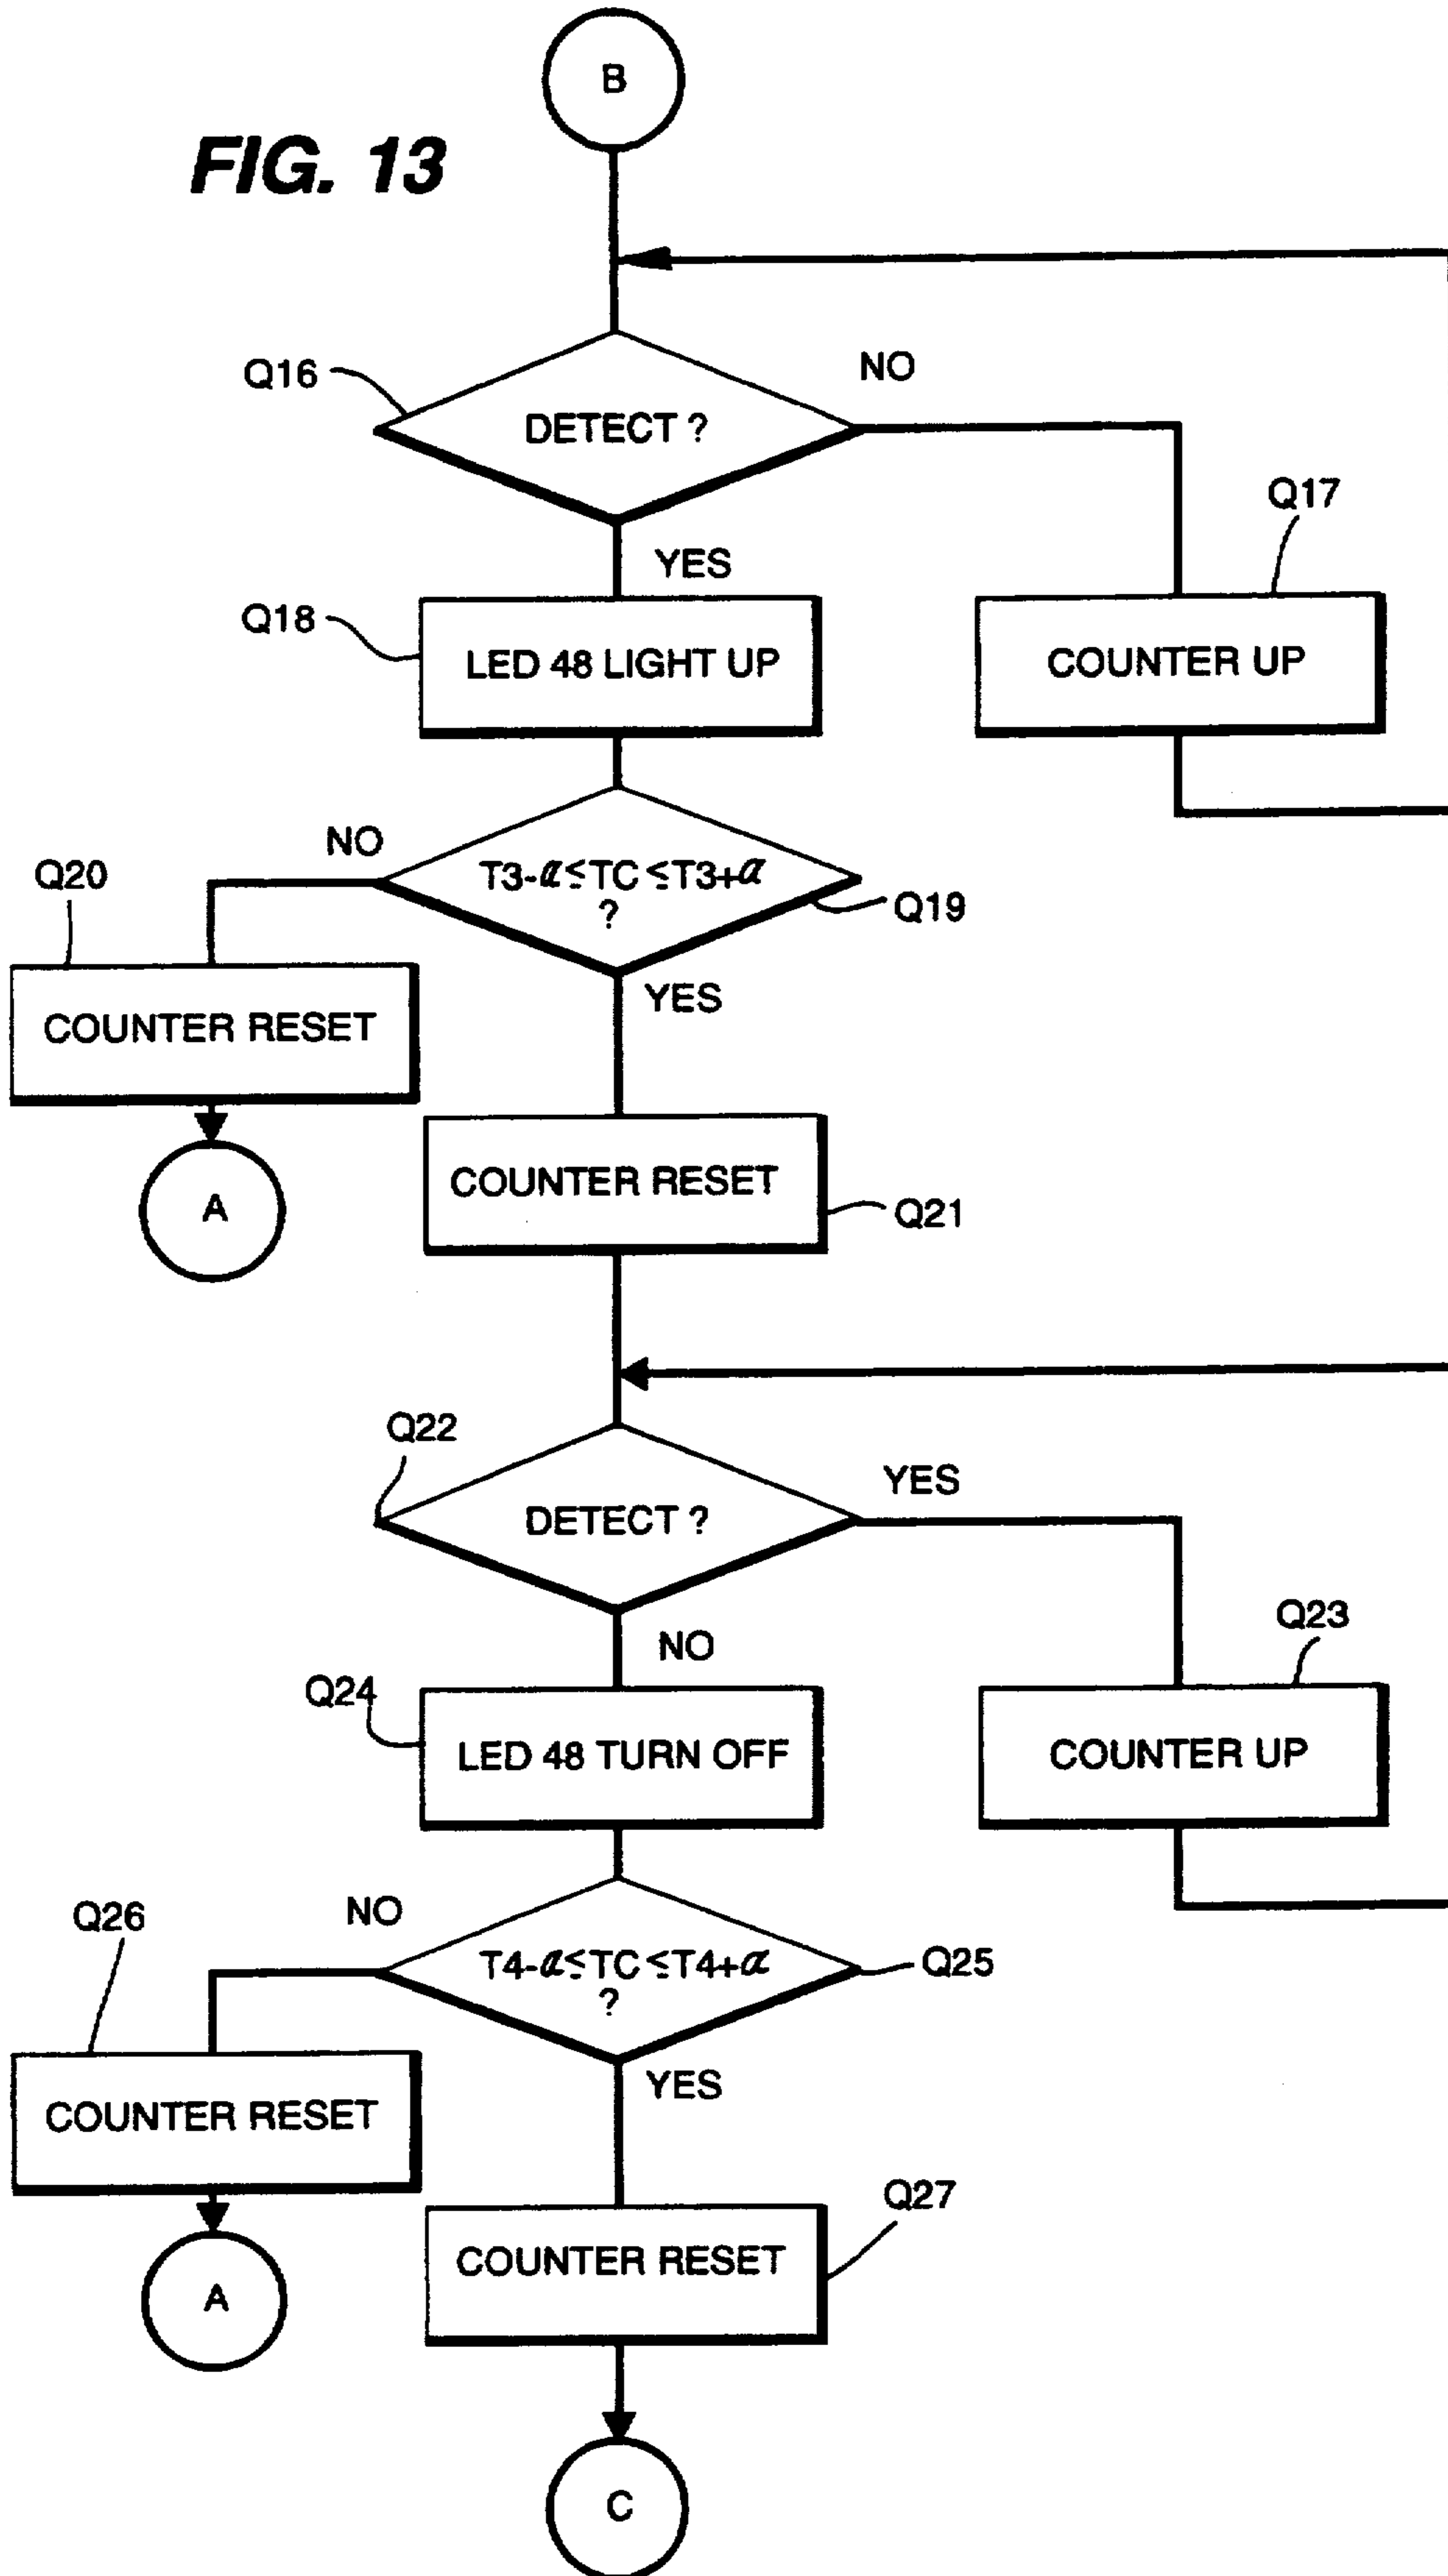 B
FIG. 13
Q16
NO
DETECT ?
Q17
YES
Q18
LED 48 LIGHT UP
COUNTER UP
NO
Q20
T3-α≤TC≤T3+α
?
Q19
YES
COUNTER RESET
A
COUNTER RESET
Q21
Q22
YES
DETECT ?
Q23
NO
Q24
LED 48 TURN OFF
COUNTER UP
Q26
NO
T4-α≤TC≤T4+α
?
Q25
YES
COUNTER RESET
Q27
COUNTER RESET
A
C